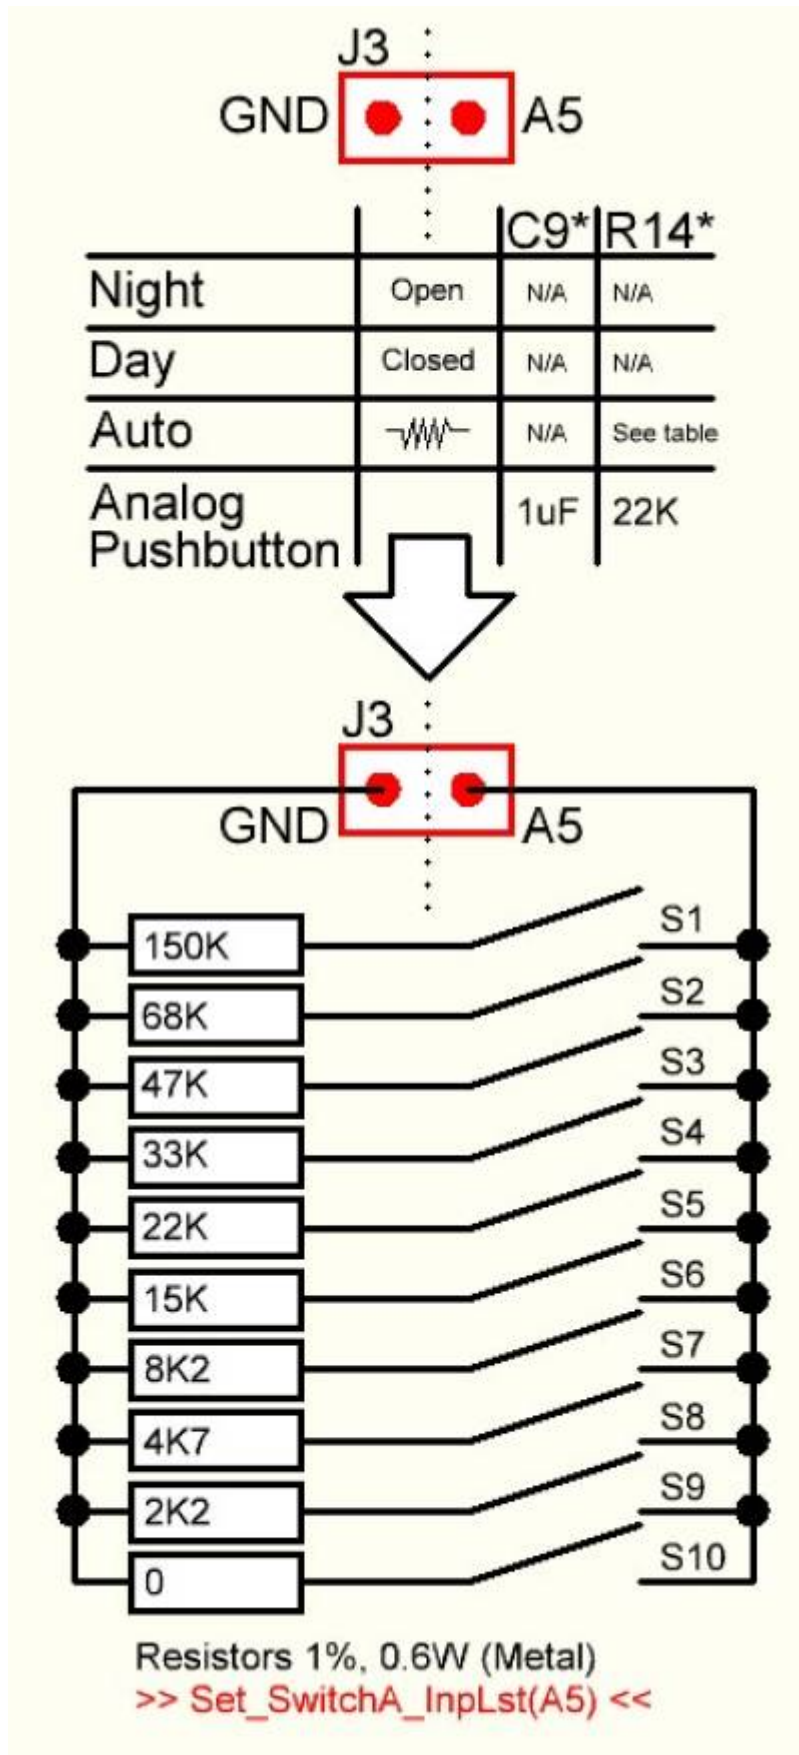 J3
GND A5
C9* R14*
Night Open N/A N/A
Day Closed N/A N/A
Auto N/A See table
Analog
Pushbutton 1uF 22K
J3
GND A5
150K S1
68K S2
47K S3
33K S4
22K S5
15K S6
8K2 S7
4K7 S8
2K2 S9
0 S10
Resistors 1%, 0.6W (Metal)
>> Set_SwitchA_InpLst(A5) <<